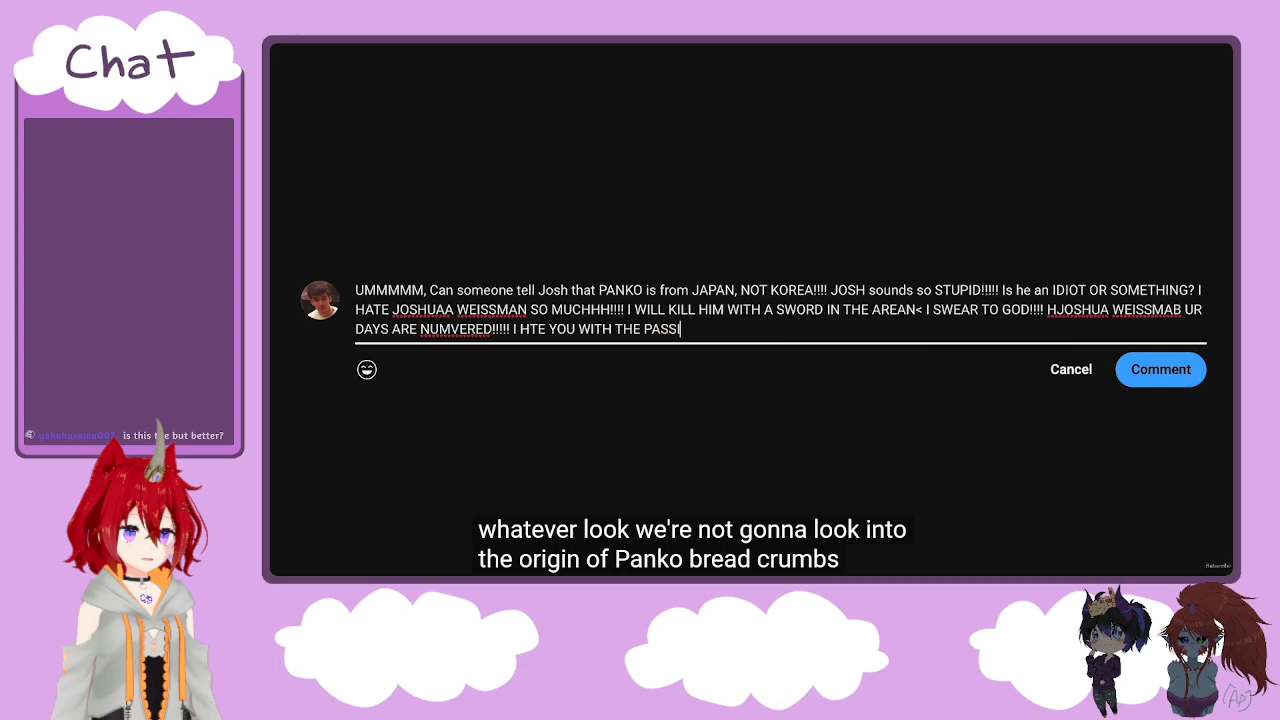 Chat
UMMMMM, Can someone tell Josh that PANKO is from JAPAN, NOT KOREA!!!! JOSH sounds so STUPID!!!!! Is he an IDIOT OR SOMETHING? I
HATE JOSHUAA WEISSMAN SO MUCHHH!!!! I WILL KILL HIM WITH A SWORD IN THE AREAN< I SWEAR TO GOD!!!! HJOSHUA WEISSMAB UR
DAYS ARE NUMVERED!!!!! I HTE YOU WITH THE PASSI
Cancel
Comment
is this the but better?
whatever look we're not gonna look into
the origin of Panko bread crumbs
Subscribe